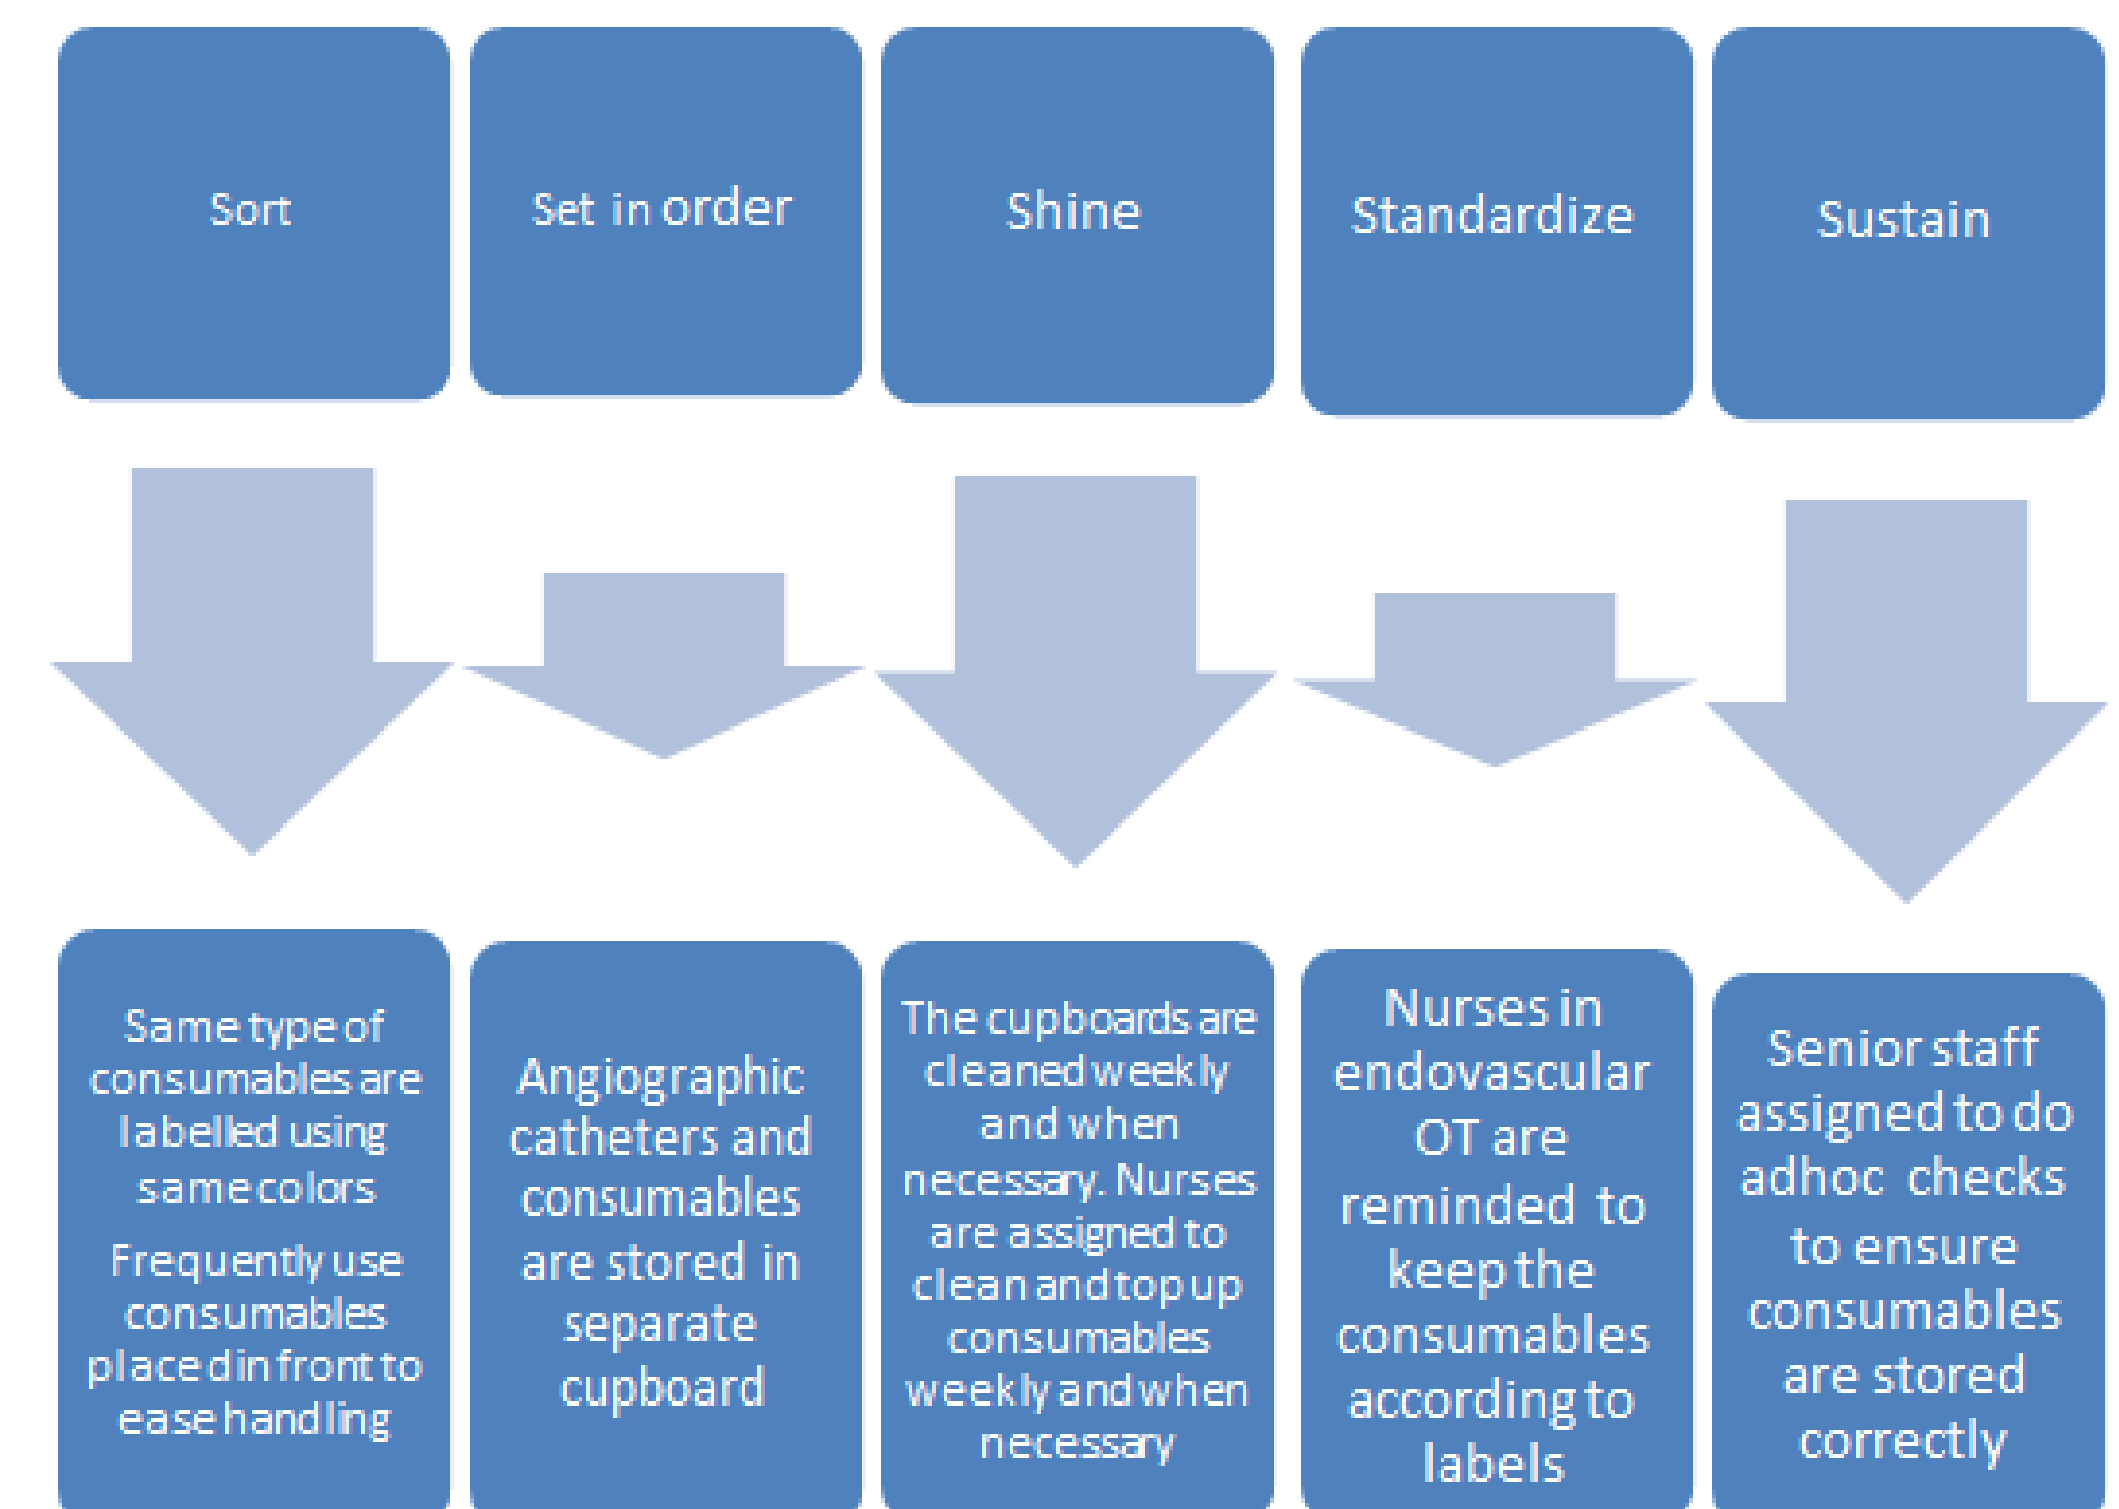 Sort
Set in order
Shine
Standardize
Sustain
Same type of
consumables are
labelled using
same colors
Frequently use
consumables
placed in front to
ease handling
Angiographic
catheters and
consumables
are stored in
separate
cupboard
The cupboards are
cleaned weekly
and when
necessary. Nurses
are assigned to
clean and top up
consumables
weekly and when
necessary
Nurses in
endovascular
OT are
reminded to
keep the
consumables
according to
labels
Senior staff
assigned to do
adhoc checks
to ensure
consumables
are stored
correctly